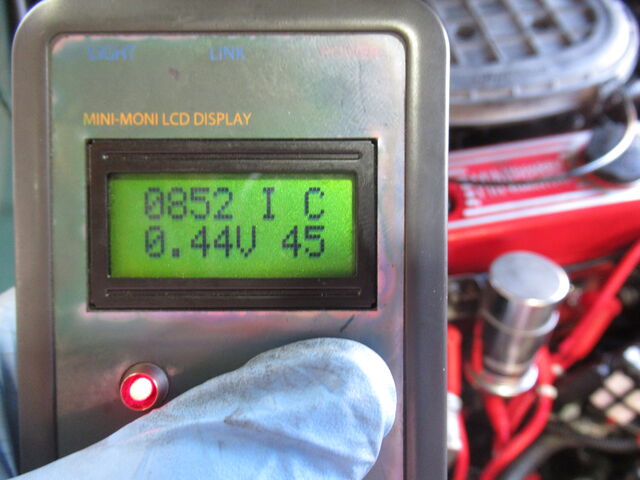 LIGHT LINK
MINI-MONI LCD DISPLAY
0852 I C
0.44V 45